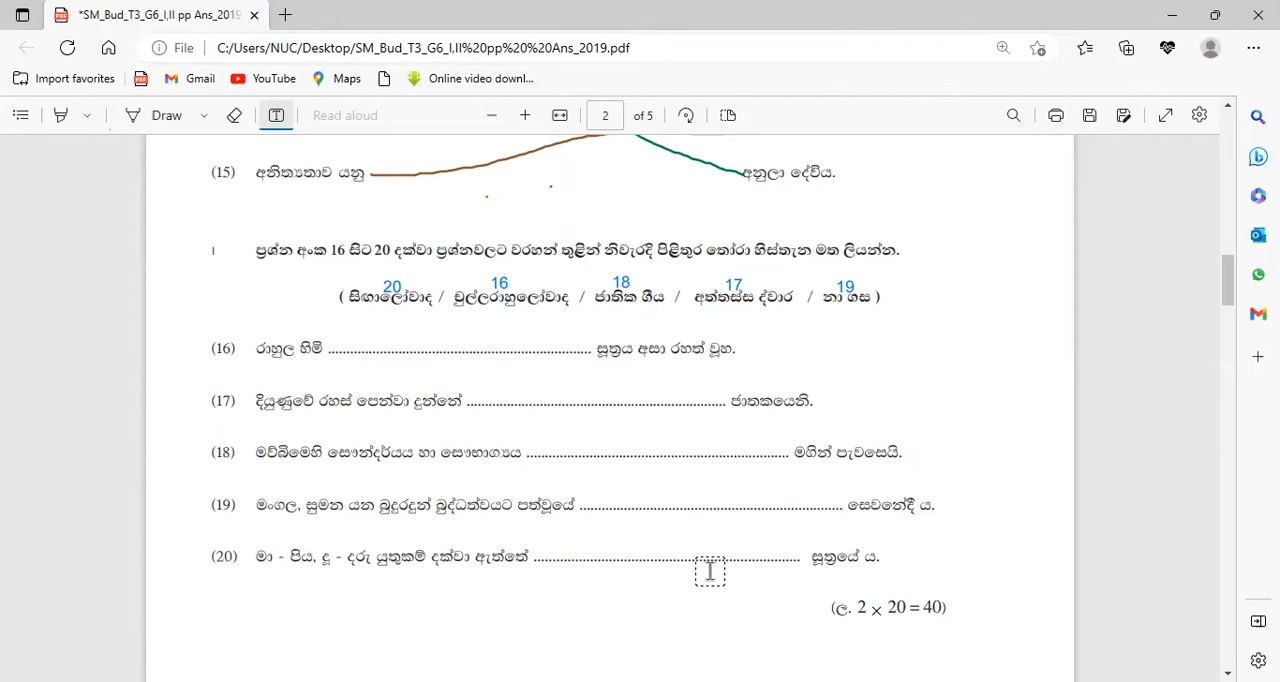 *SM_Bud_T3_G6_I,II pp Ans_2019
File C:/Users/NUC/Desktop/SM_Bud_T3_G6_I,II%20pp%20%20Ans_2019.pdf
Import favorites Gmail YouTube Maps Online video downl...
Draw Read aloud 2 of 5
(15) අනිත්‍යතාව යනු අනුලා දේවිය.
I ප්‍රශ්න අංක 16 සිට 20 දක්වා ප්‍රශ්නවලට වරහන් තුළින් නිවැරදි පිළිතුර තෝරා හිස්තැන මත ලියන්න.
20 16 18 17 19
( සිඟාලෝවාද / චුල්ලරාහුලෝවාද / ජාතික ගීය / අත්තස්ස ද්වාර / නා ගස )
(16) රාහුල හිමි .......................................................... සූත්‍රය අසා රහත් වූහ.
(17) දියුණුවේ රහස් පෙන්වා දුන්නේ .......................................................... ජාතකයෙනි.
(18) මව්බිමෙහි සෞන්දර්යය හා සෞභාග්‍යය .......................................................... මගින් පැවසෙයි.
(19) මංගල, සුමන යන බුදුරදුන් බුද්ධත්වයට පත්වූයේ .......................................................... සෙවනේදී ය.
(20) මා - පිය, දූ - දරු යුතුකම් දක්වා ඇත්තේ .......................................................... සූත්‍රයේ ය.
(ල. 2 × 20 = 40)